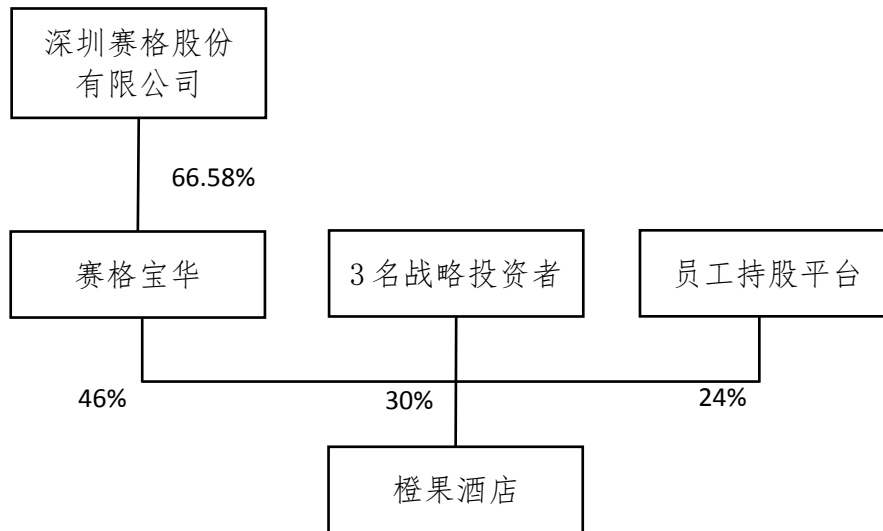 深圳赛格股份
有限公司
66.58%
赛格宝华
3名战略投资者
员工持股平台
46%
30%
24%
橙果酒店